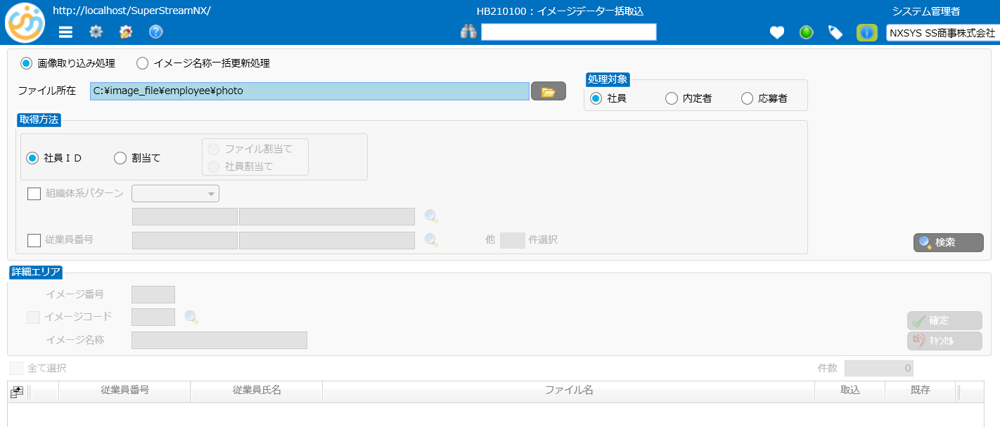 http://localhost/SuperStreamNX/
HB210100：イメージデータ一括取込
システム管理者
NXSYS SS商事株式会社
画像取り込み処理 イメージ名称一括更新処理
ファイル所在 C:¥image_file¥employee¥photo
処理対象
社員 内定者 応募者
取得方法
社員ＩＤ 割当て
ファイル割当て
社員割当て
組織体系パターン
従業員番号 他 件選択
検索
詳細エリア
イメージ番号
イメージコード
イメージ名称
確定
ｷｬﾝｾﾙ
全て選択 件数 0
従業員番号 従業員氏名 ファイル名 取込 既存